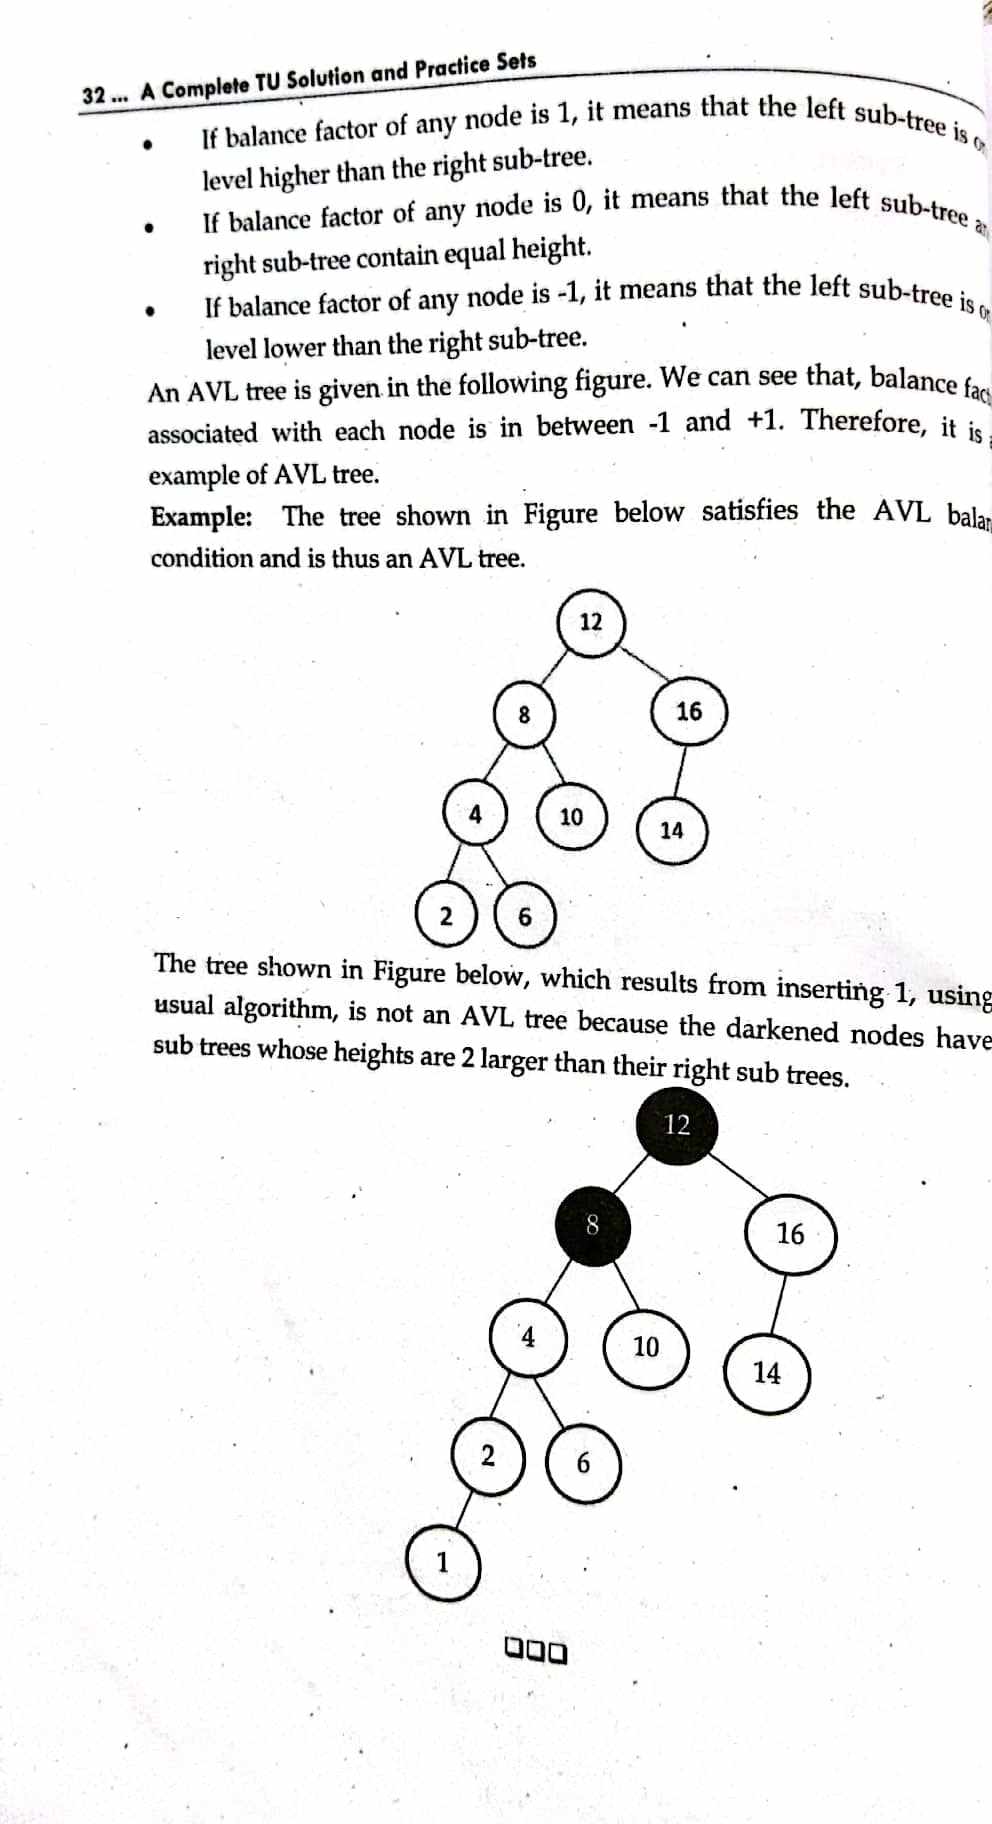 32 ... A Complete TU Solution and Practice Sets
• If balance factor of any node is 1, it means that the left sub-tree is
level higher than the right sub-tree.
• If balance factor of any node is 0, it means that the left sub-tree
right sub-tree contain equal height.
• If balance factor of any node is -1, it means that the left sub-tree is
level lower than the right sub-tree.
An AVL tree is given in the following figure. We can see that, balance
associated with each node is in between -1 and +1. Therefore, it is
example of AVL tree.
Example: The tree shown in Figure below satisfies the AVL
condition and is thus an AVL tree.
12
8 16
4 10 14
2 6
The tree shown in Figure below, which results from inserting 1, using
usual algorithm, is not an AVL tree because the darkened nodes have
sub trees whose heights are 2 larger than their right sub trees.
12
8 16
4 10 14
2 6
1